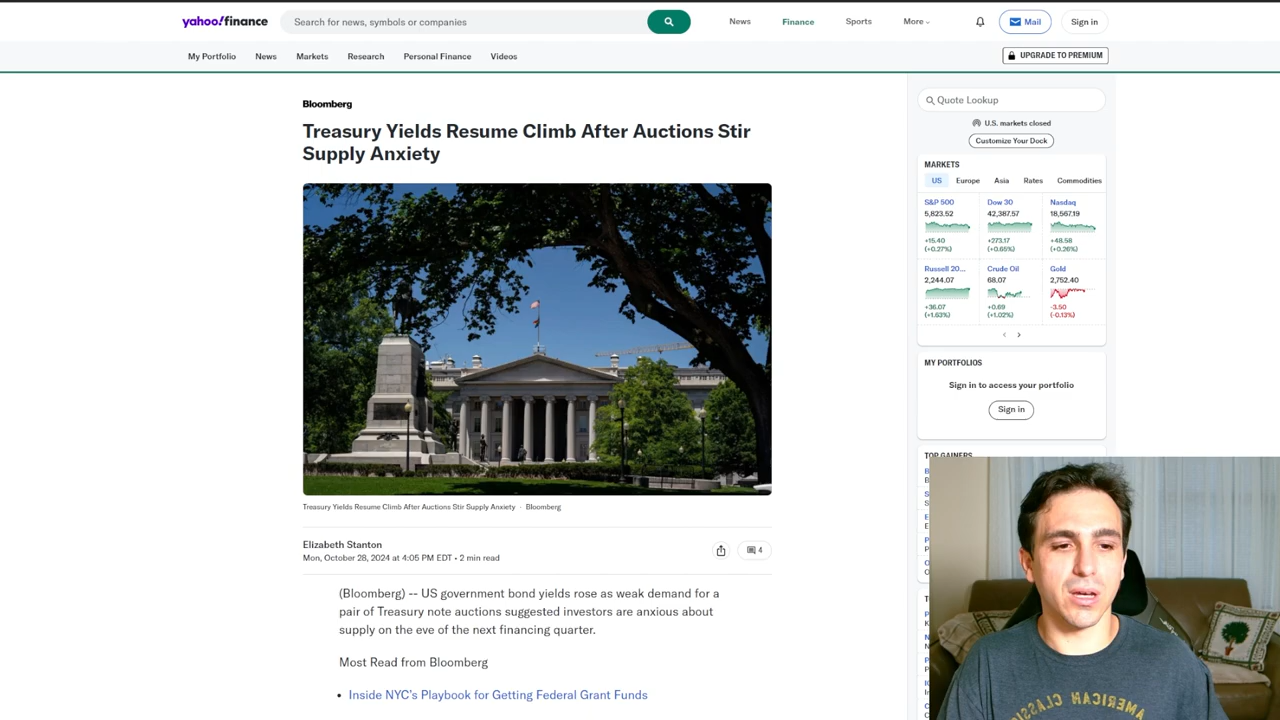 yahoo!finance
Search for news, symbols or companies
News
Finance
Sports
More
Mail
Sign in
My Portfolio
News
Markets
Research
Personal Finance
Videos
UPGRADE TO PREMIUM
Bloomberg
Treasury Yields Resume Climb After Auctions Stir
Supply Anxiety
Treasury Yields Resume Climb After Auctions Stir Supply Anxiety · Bloomberg
Elizabeth Stanton
Mon, October 28, 2024 at 4:05 PM EDT • 2 min read
4
(Bloomberg) -- US government bond yields rose as weak demand for a
pair of Treasury note auctions suggested investors are anxious about
supply on the eve of the next financing quarter.
Most Read from Bloomberg
• Inside NYC's Playbook for Getting Federal Grant Funds
Quote Lookup
U.S. markets closed
Customize Your Dock
MARKETS
US Europe Asia Rates Commodities
S&P 500 Dow 30 Nasdaq
5,823.52 42,387.57 18,567.19
+15.40 +273.17 +48.58
(+0.27%) (+0.65%) (+0.26%)
Russell 20... Crude Oil Gold
2,244.07 68.07 2,752.40
+36.07 +0.69 -3.50
(+1.63%) (+1.02%) (-0.13%)
MY PORTFOLIOS
Sign in to access your portfolio
Sign in
TOP GAINERS
AMERICAN CLASSIC